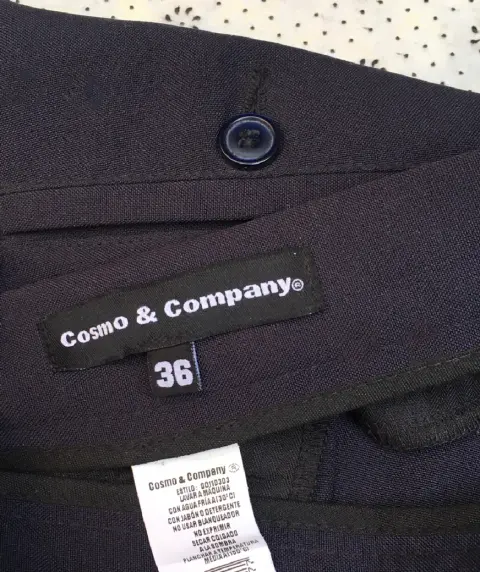 Cosmo & Company®
36
Cosmo & Company ®
LAVAR A MAQUINA
CON AGUA FRIA A (30°C)
CON JABON O DETERGENTE
NO USAR BLANQUEADOR
NO EXPRIMIR
SECAR COLGADO
A LA SOMBRA